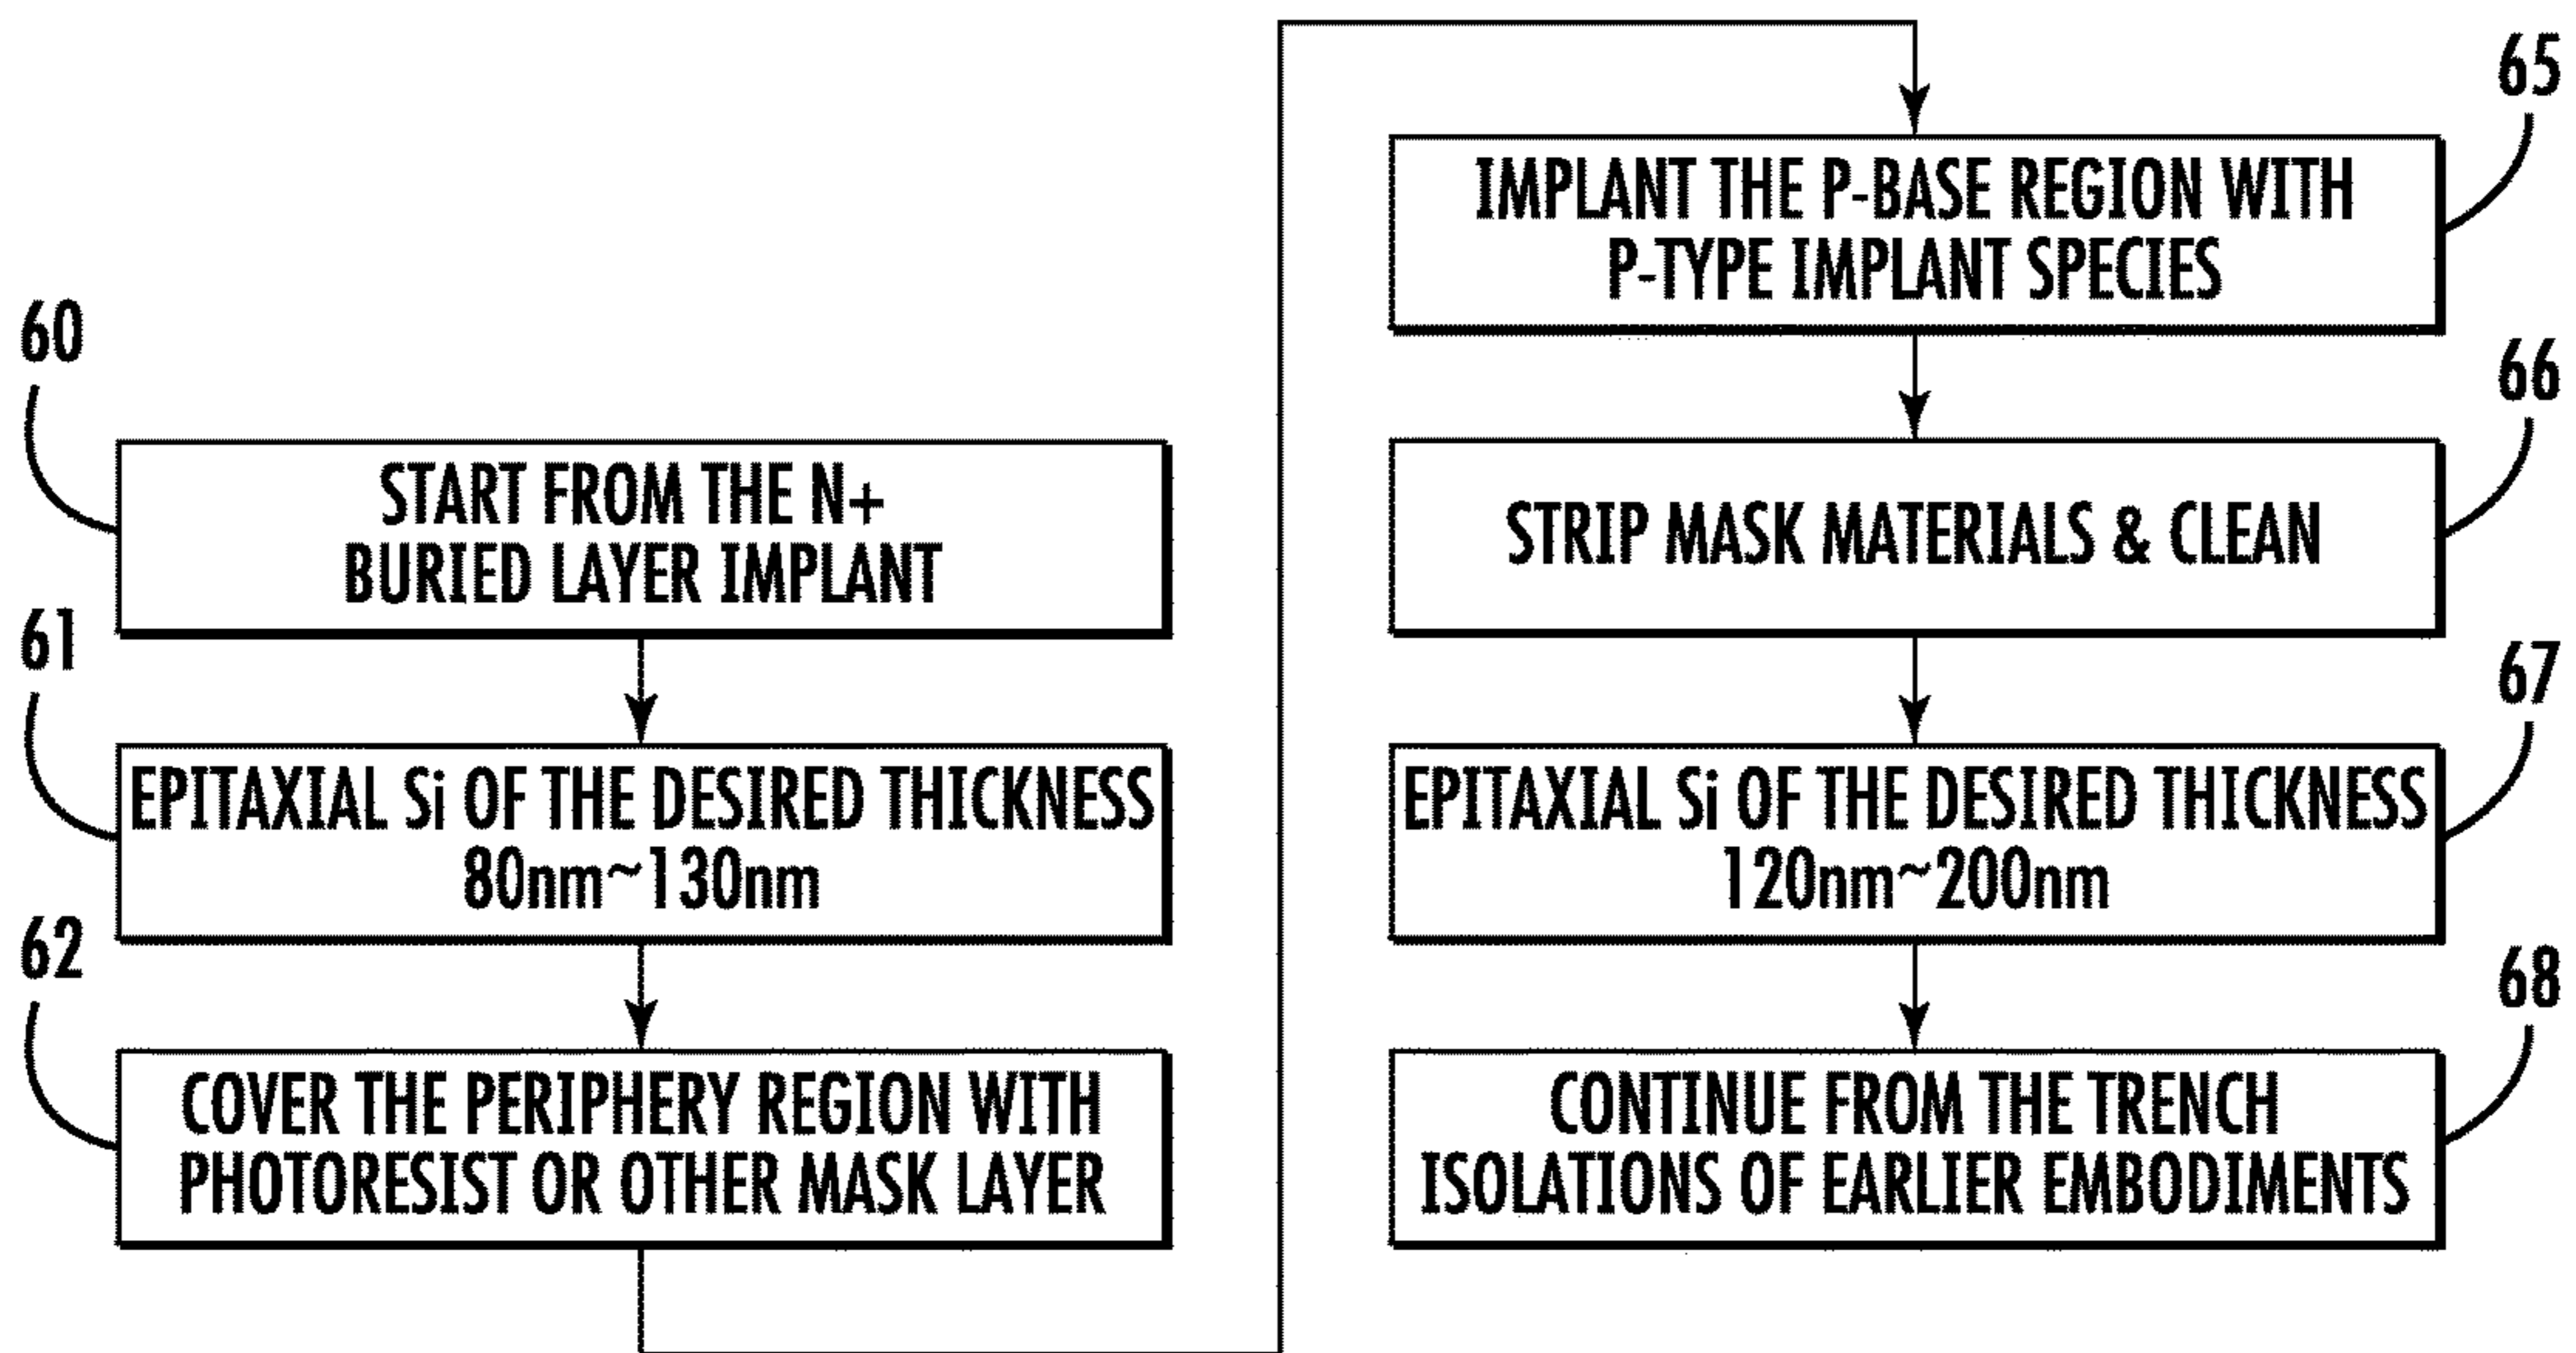 60
START FROM THE N+
BURIED LAYER IMPLANT
61
EPITAXIAL Si OF THE DESIRED THICKNESS
80nm~130nm
62
COVER THE PERIPHERY REGION WITH
PHOTORESIST OR OTHER MASK LAYER
65
IMPLANT THE P-BASE REGION WITH
P-TYPE IMPLANT SPECIES
66
STRIP MASK MATERIALS & CLEAN
67
EPITAXIAL Si OF THE DESIRED THICKNESS
120nm~200nm
68
CONTINUE FROM THE TRENCH
ISOLATIONS OF EARLIER EMBODIMENTS